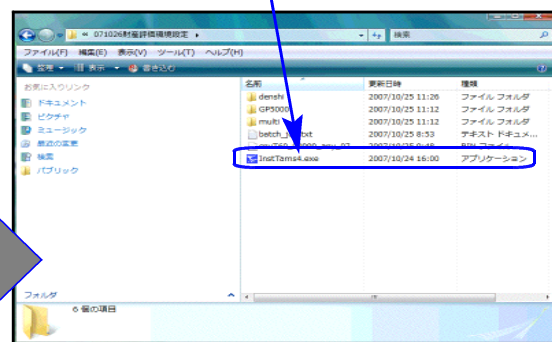 071026財産評価環境設定
検索
ファイル(F) 編集(E) 表示(V) ツール(T) ヘルプ(H)
整理 表示 書き込む
お気に入りリンク
ドキュメント
ピクチャ
ミュージック
最近の変更
検索
パブリック
フォルダ
名前 更新日時 種類
denshi 2007/10/25 11:26 ファイル フォルダ
2007/10/25 11:12 ファイル フォルダ
multi 2007/10/25 11:12 ファイル フォルダ
2007/10/25 8:53 テキスト ドキュメ...
InstTams4.exe 2007/10/24 16:00 アプリケーション
6 個の項目